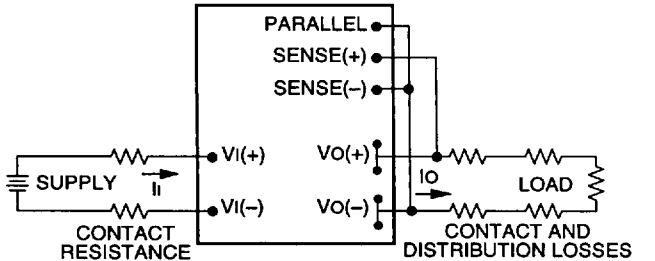 PARALLEL
SENSE(+)
SENSE(–)
VI(+)
VO(+)
SUPPLY
II
IO
LOAD
VI(–)
VO(–)
CONTACT
RESISTANCE
CONTACT AND
DISTRIBUTION LOSSES